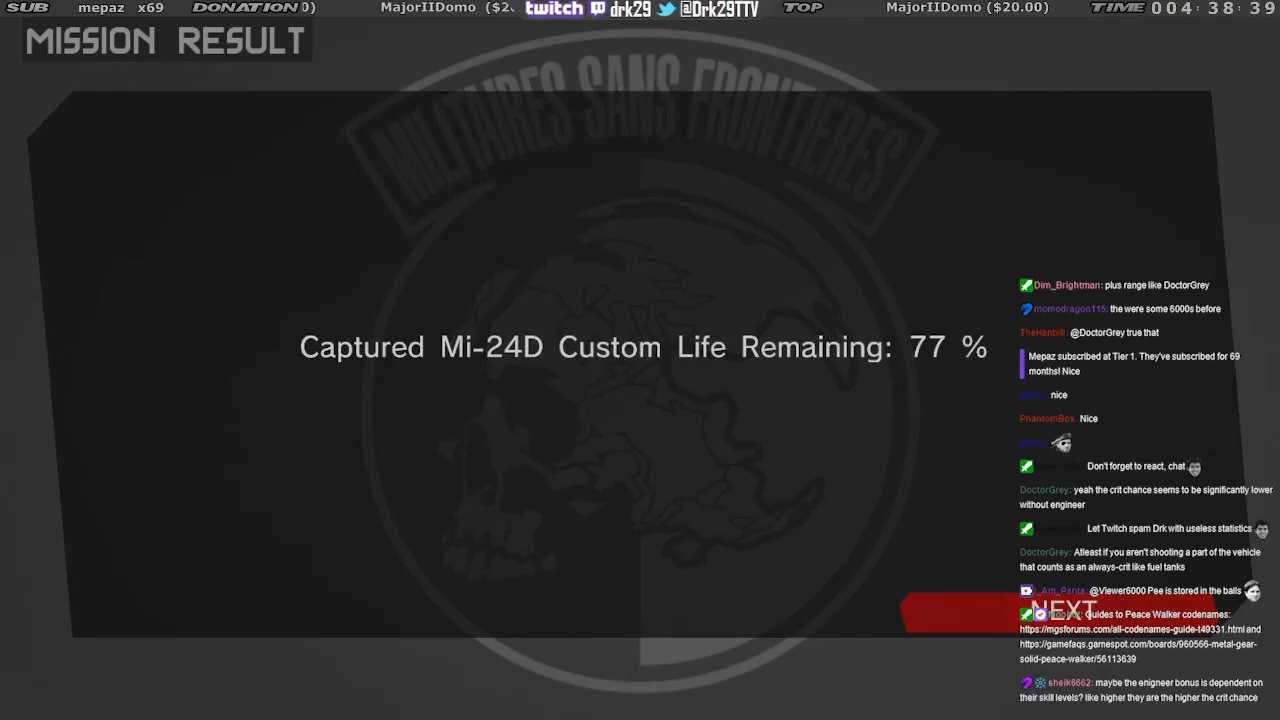 SUB mepaz x69 DONATION 0) MajorIIDomo ($2. twitch drk29 @Drk29TTV TOP MajorIIDomo ($20.00) TIME 004:38:39
MISSION RESULT
MILITAIRES SANS FRONTIERES
Captured Mi-24D Custom Life Remaining: 77 %
NEXT
Dim_Brightman: plus range like DoctorGrey
momodragon115: the were some 6000s before
TheHanbill: @DoctorGrey true that
Mepaz subscribed at Tier 1. They've subscribed for 69
months! Nice
nice
PhantomBox: Nice
Don't forget to react, chat
DoctorGrey: yeah the crit chance seems to be significantly lower
without engineer
Let Twitch spam Drk with useless statistics
DoctorGrey: Atleast if you aren't shooting a part of the vehicle
that counts as an always-crit like fuel tanks
I_Am_Panta: @Viewer6000 Pee is stored in the balls
Guides to Peace Walker codenames:
https://mgsforums.com/all-codenames-guide-t49331.html and
https://gamefaqs.gamespot.com/boards/960566-metal-gear-
solid-peace-walker/56113639
sheik6662: maybe the enigneer bonus is dependent on
their skill levels? like higher they are the higher the crit chance